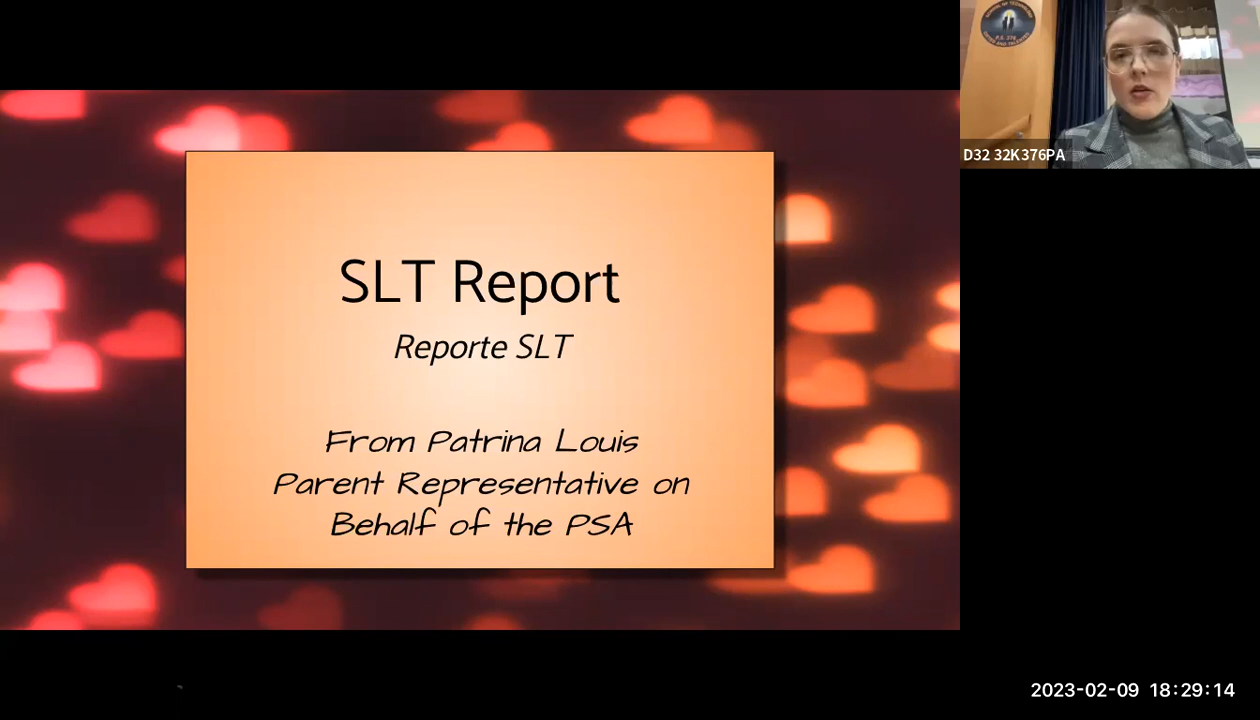 SLT Report
Reporte SLT
From Patrina Louis
Parent Representative on
Behalf of the PSA
D32 32K376PA
2023-02-09 18:29:14